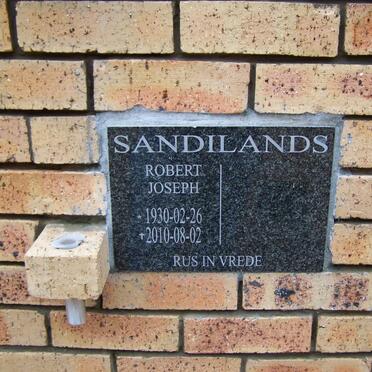 SANDILANDS
ROBERT
JOSEPH
* 1930-02-26
+ 2010-08-02
RUS IN VREDE